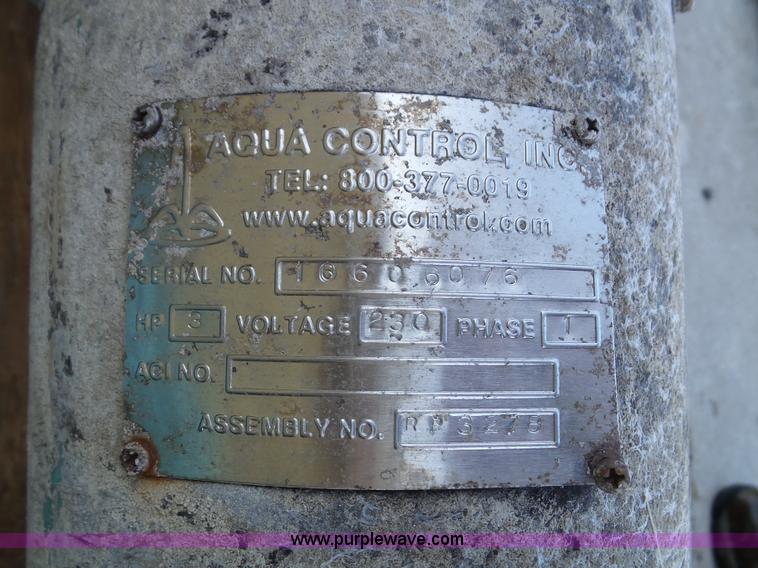 AQUA CONTROL, INC.
TEL: 800-377-0019
www.aquacontrol.com
SERIAL NO. 16606076
HP 3 VOLTAGE 230 PHASE 1
ACI NO.
ASSEMBLY NO. RP3278
www.purplewave.com